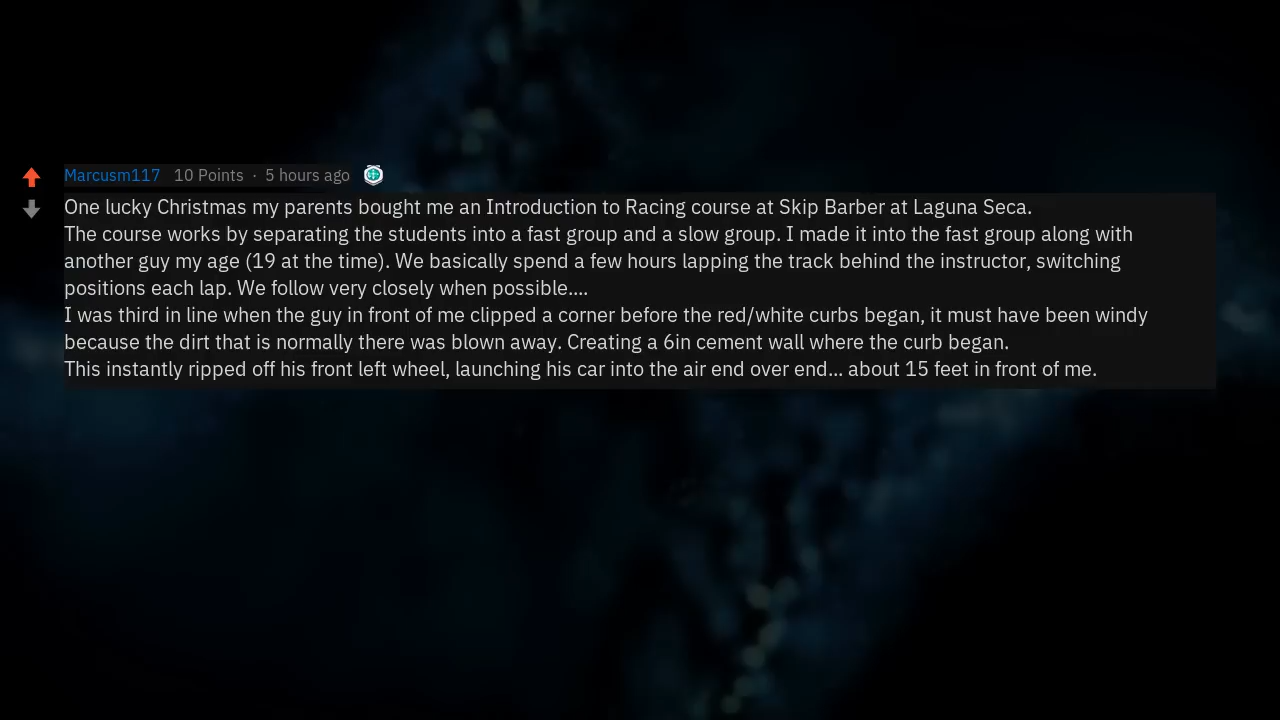 Marcusm117 10 Points · 5 hours ago
One lucky Christmas my parents bought me an Introduction to Racing course at Skip Barber at Laguna Seca.
The course works by separating the students into a fast group and a slow group. I made it into the fast group along with
another guy my age (19 at the time). We basically spend a few hours lapping the track behind the instructor, switching
positions each lap. We follow very closely when possible....
I was third in line when the guy in front of me clipped a corner before the red/white curbs began, it must have been windy
because the dirt that is normally there was blown away. Creating a 6in cement wall where the curb began.
This instantly ripped off his front left wheel, launching his car into the air end over end... about 15 feet in front of me.